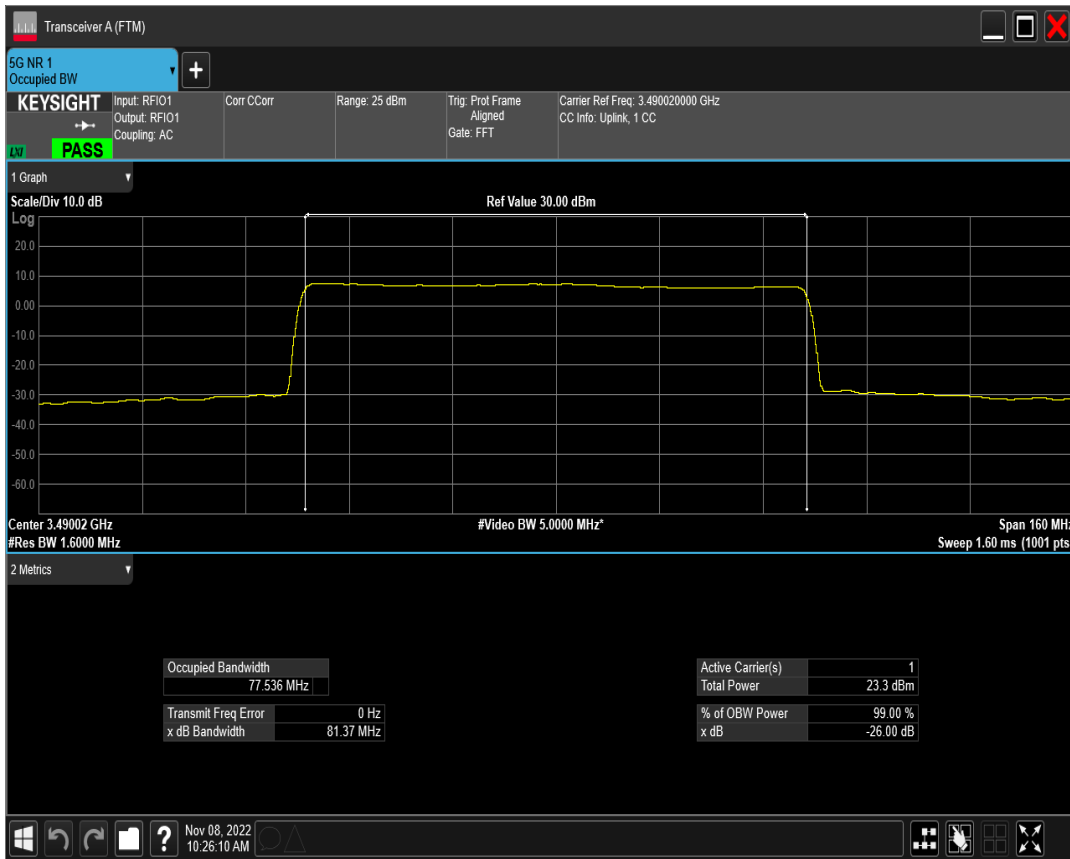 Transceiver A (FTM)
5G NR 1
Occupied BW
+
KEYSIGHT
LXI
PASS
Input: RFIO1
Output: RFIO1
Coupling: AC
Corr CCorr
Range: 25 dBm
Trig: Prot Frame
Aligned
Gate: FFT
Carrier Ref Freq: 3.490020000 GHz
CC Info: Uplink, 1 CC
1 Graph
Scale/Div 10.0 dB
Ref Value 30.00 dBm
Log
20.0
10.0
0.00
-10.0
-20.0
-30.0
-40.0
-50.0
-60.0
Center 3.49002 GHz
#Video BW 5.0000 MHz*
Span 160 MHz
#Res BW 1.6000 MHz
Sweep 1.60 ms (1001 pts
2 Metrics
Occupied Bandwidth
77.536 MHz
Transmit Freq Error 0 Hz
x dB Bandwidth 81.37 MHz
Active Carrier(s) 1
Total Power 23.3 dBm
% of OBW Power 99.00 %
x dB -26.00 dB
?
Nov 08, 2022
10:26:10 AM